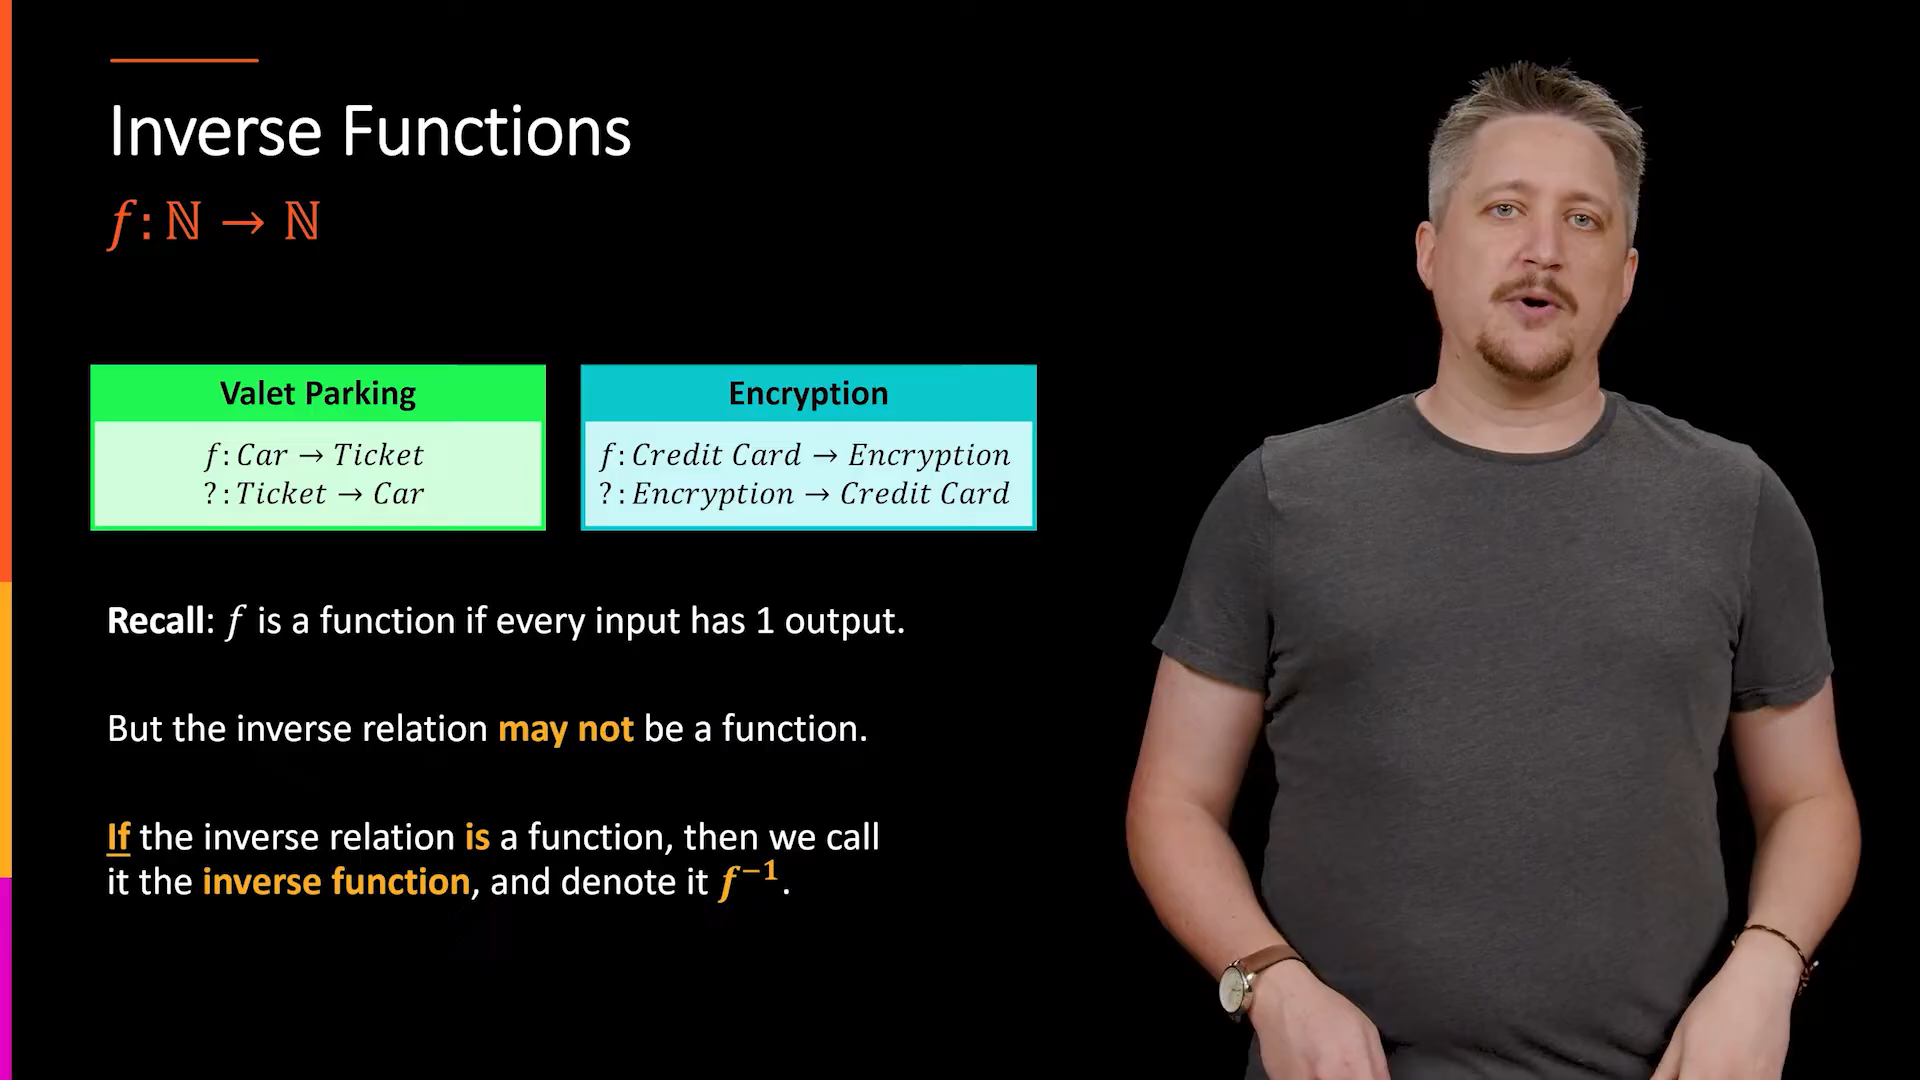 Inverse Functions
f: ℕ → ℕ
Valet Parking
f: Car → Ticket
?: Ticket → Car
Encryption
f: Credit Card → Encryption
?: Encryption → Credit Card
Recall: f is a function if every input has 1 output.
But the inverse relation may not be a function.
If the inverse relation is a function, then we call
it the inverse function, and denote it f⁻¹.